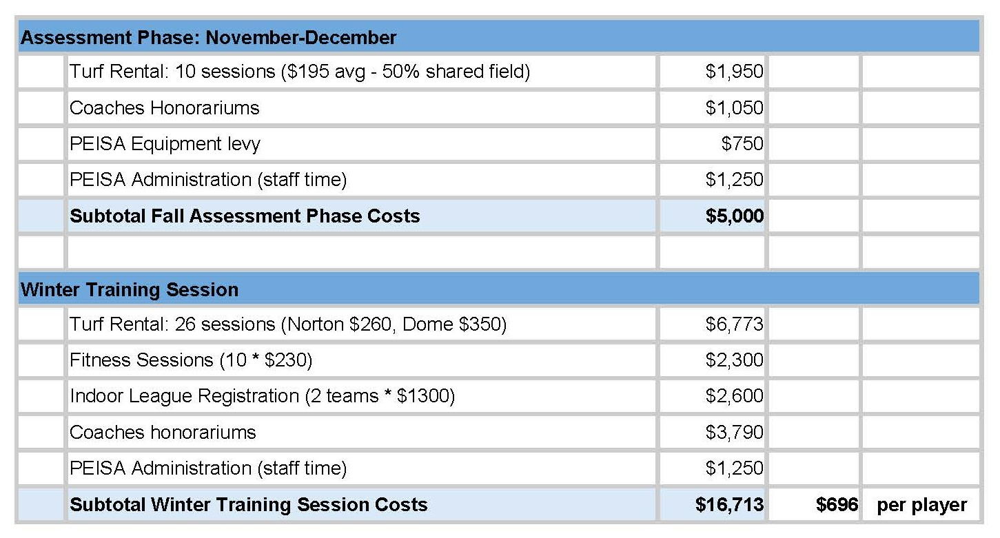 Assessment Phase: November-December
Turf Rental: 10 sessions ($195 avg - 50% shared field) $1,950
Coaches Honorariums $1,050
PEISA Equipment levy $750
PEISA Administration (staff time) $1,250
Subtotal Fall Assessment Phase Costs $5,000
Winter Training Session
Turf Rental: 26 sessions (Norton $260, Dome $350) $6,773
Fitness Sessions (10 * $230) $2,300
Indoor League Registration (2 teams * $1300) $2,600
Coaches honorariums $3,790
PEISA Administration (staff time) $1,250
Subtotal Winter Training Session Costs $16,713 $696 per player